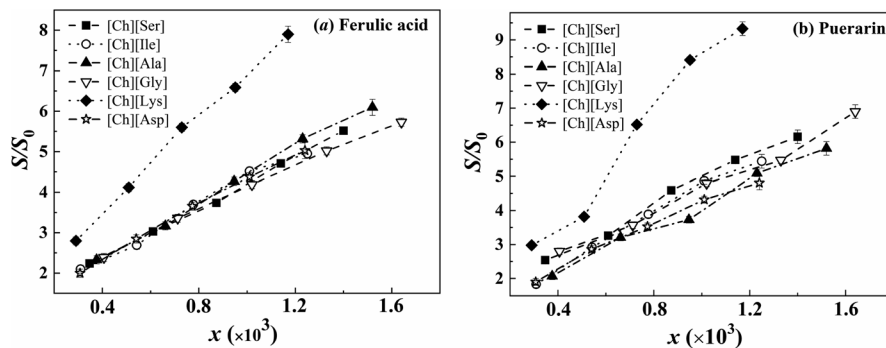 (a) Ferulic acid
[Ch][Ser]
[Ch][Ile]
[Ch][Ala]
[Ch][Gly]
[Ch][Lys]
[Ch][Asp]
S/S0
8
7
6
5
4
3
2
0.4 0.8 1.2 1.6
x (×10³)
(b) Puerarin
[Ch][Ser]
[Ch][Ile]
[Ch][Ala]
[Ch][Gly]
[Ch][Lys]
[Ch][Asp]
S/S0
9
8
7
6
5
4
3
2
0.4 0.8 1.2 1.6
x (×10³)